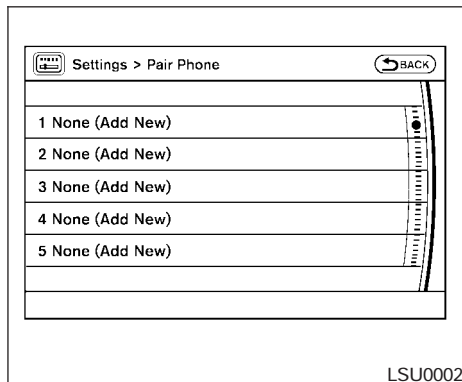 Settings > Pair Phone
BACK
1 None (Add New)
2 None (Add New)
3 None (Add New)
4 None (Add New)
5 None (Add New)
LSU0002